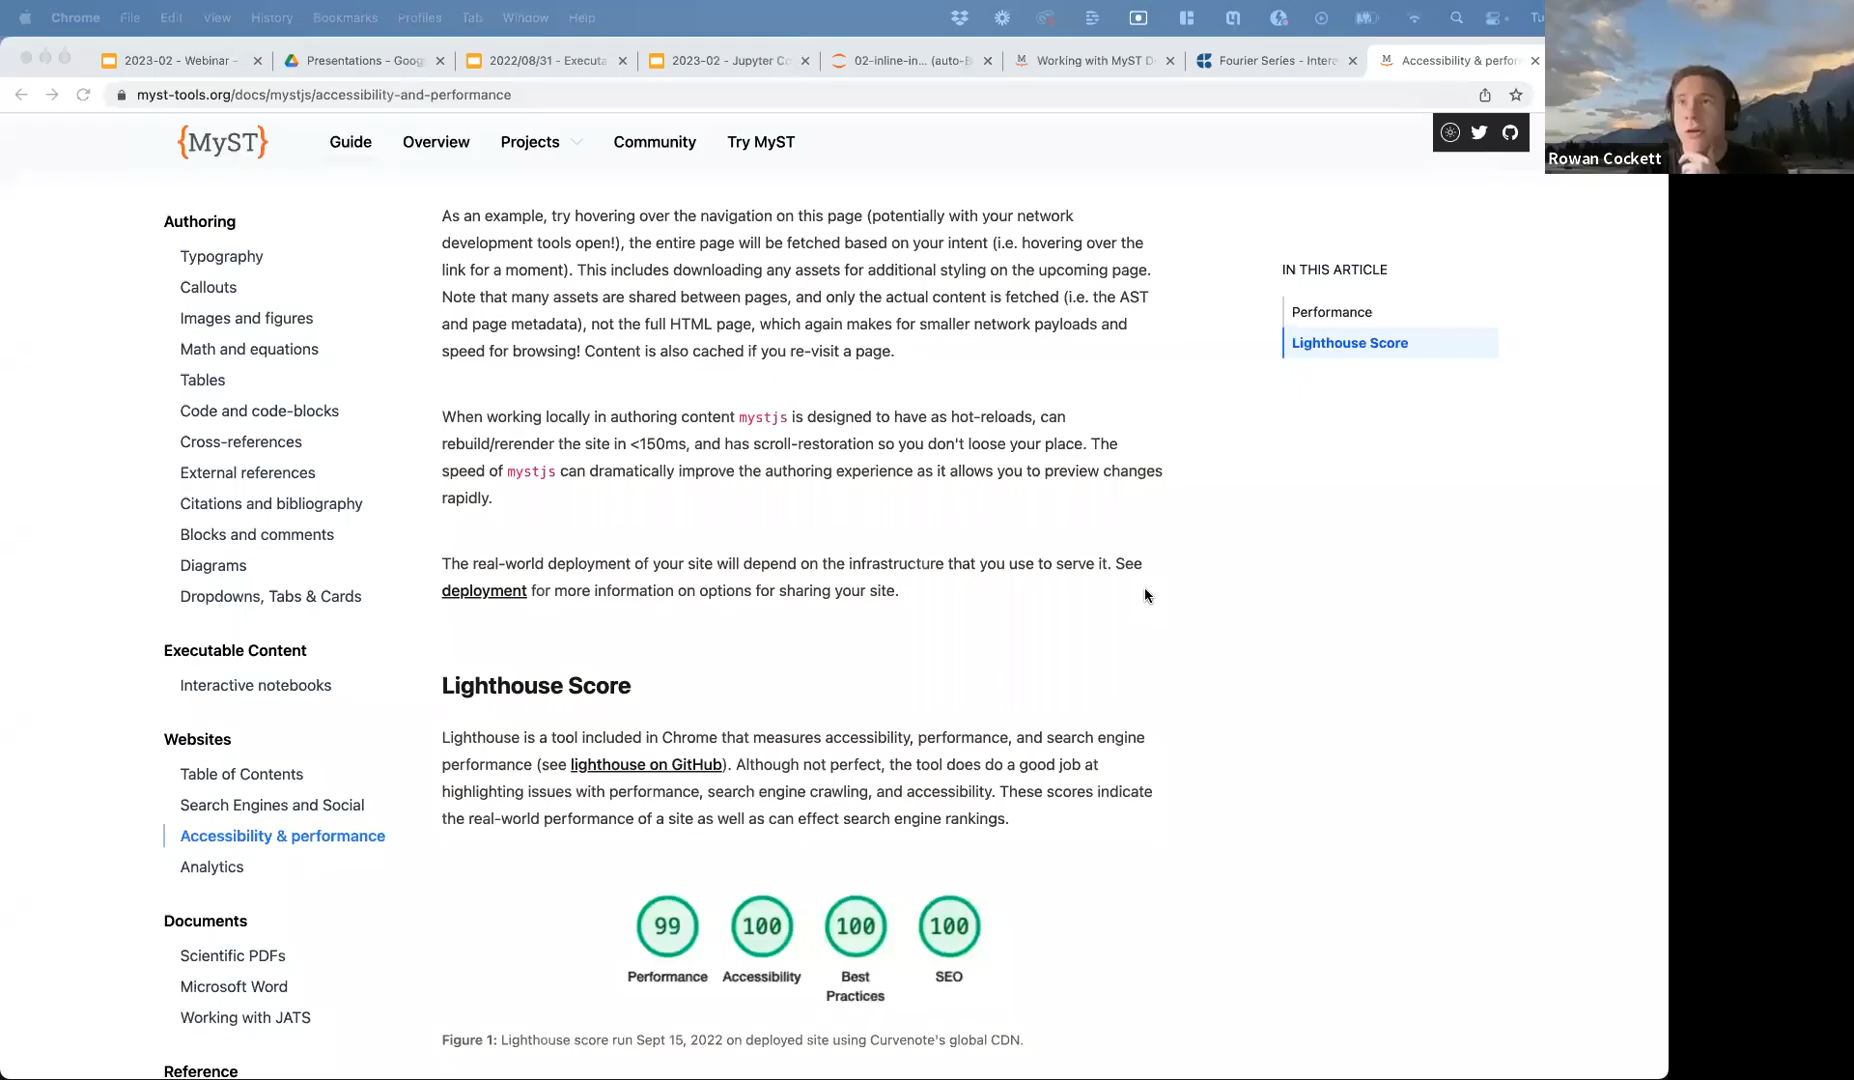 Chrome File Edit View History Bookmarks Profiles Tab Window Help
2023-02 - Webinar -
Presentations - Goog
2022/08/31 - Executa
2023-02 - Jupyter Co
02-inline-in... (auto-B
Working with MyST D
Fourier Series - Inter
Accessibility & perfor
myst-tools.org/docs/mystjs/accessibility-and-performance
Rowan Cockett
{MyST}
Guide Overview Projects Community Try MyST
Authoring
Typography
Callouts
Images and figures
Math and equations
Tables
Code and code-blocks
Cross-references
External references
Citations and bibliography
Blocks and comments
Diagrams
Dropdowns, Tabs & Cards
Executable Content
Interactive notebooks
Websites
Table of Contents
Search Engines and Social
Accessibility & performance
Analytics
Documents
Scientific PDFs
Microsoft Word
Working with JATS
Reference
As an example, try hovering over the navigation on this page (potentially with your network
development tools open!), the entire page will be fetched based on your intent (i.e. hovering over the
link for a moment). This includes downloading any assets for additional styling on the upcoming page.
Note that many assets are shared between pages, and only the actual content is fetched (i.e. the AST
and page metadata), not the full HTML page, which again makes for smaller network payloads and
speed for browsing! Content is also cached if you re-visit a page.
When working locally in authoring content mystjs is designed to have as hot-reloads, can
rebuild/rerender the site in <150ms, and has scroll-restoration so you don't loose your place. The
speed of mystjs can dramatically improve the authoring experience as it allows you to preview changes
rapidly.
The real-world deployment of your site will depend on the infrastructure that you use to serve it. See
deployment for more information on options for sharing your site.
Lighthouse Score
Lighthouse is a tool included in Chrome that measures accessibility, performance, and search engine
performance (see lighthouse on GitHub). Although not perfect, the tool does do a good job at
highlighting issues with performance, search engine crawling, and accessibility. These scores indicate
the real-world performance of a site as well as can effect search engine rankings.
99 100 100 100
Performance Accessibility Best Practices SEO
Figure 1: Lighthouse score run Sept 15, 2022 on deployed site using Curvenote's global CDN.
IN THIS ARTICLE
Performance
Lighthouse Score